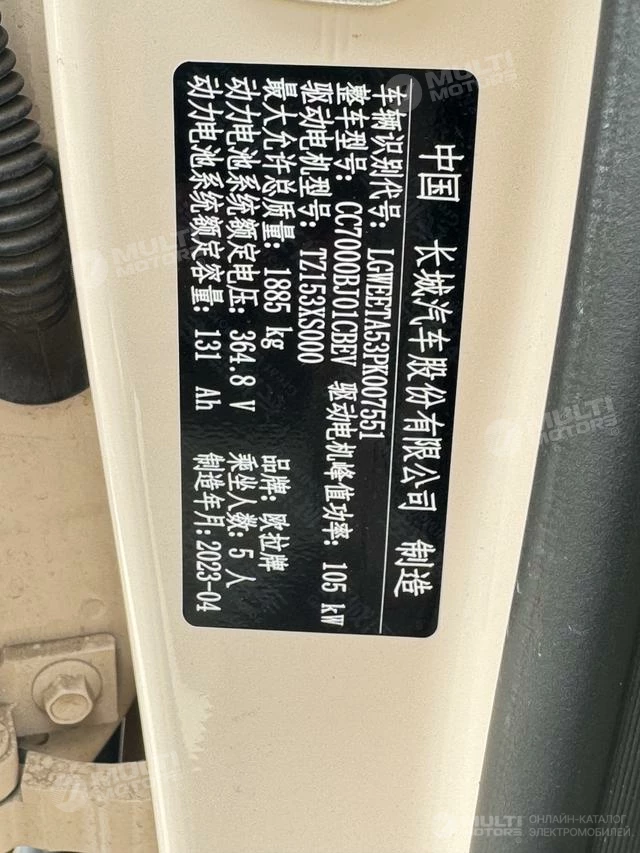 中国 长城汽车股份有限公司 制造
车辆识别代号: LGWEETA53PK007551
整车型号: CC7000BJ01CBEV 驱动电机峰值功率: 105 kW
驱动电机型号: TZ153XS000
最大允许总质量: 1885 kg 品牌: 欧拉牌
动力电池系统额定电压: 364.8 V 乘坐人数: 5 人
动力电池系统额定容量: 131 Ah 制造年月: 2023-04
MULTI MOTORS
MULTI MOTORS
MULTI MOTORS
MULTI MOTORS
MULTI MOTORS ОНЛАЙН-КАТАЛОГ ЭЛЕКТРОМОБИЛЕЙ